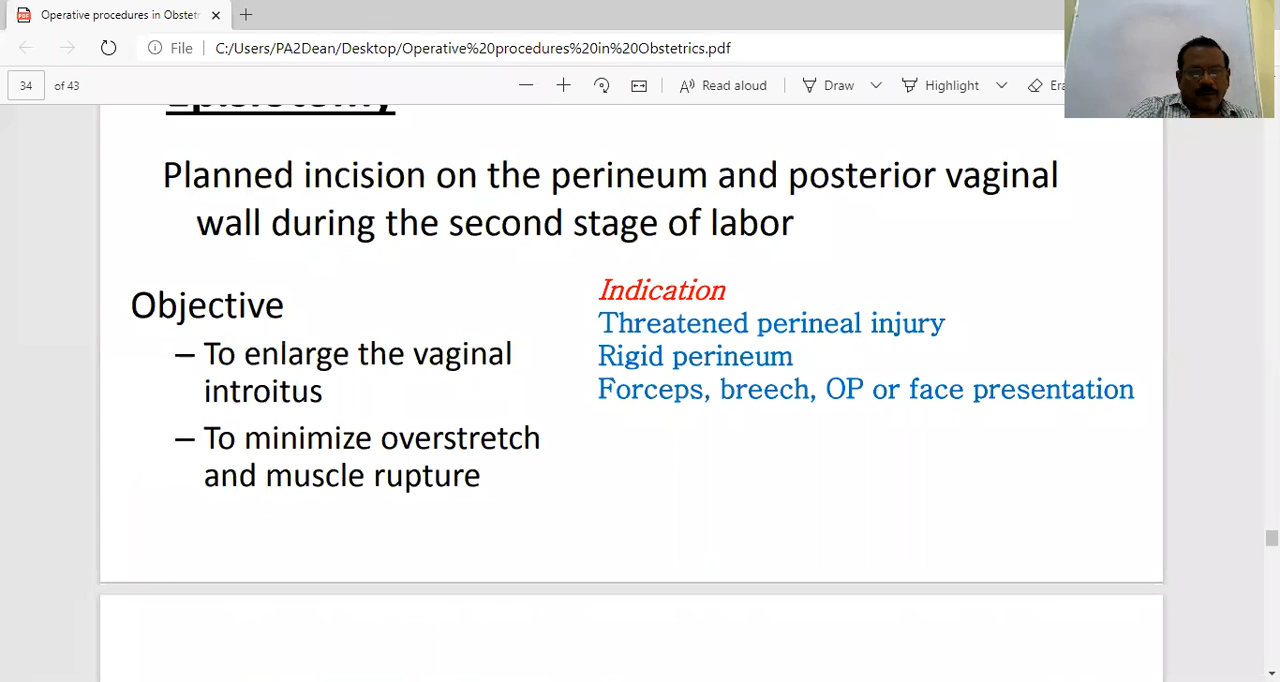 Operative procedures in Obstetr
File
C:/Users/PA2Dean/Desktop/Operative%20procedures%20in%20Obstetrics.pdf
34 of 43
Read aloud
Draw
Highlight
Era
Episiotomy
Planned incision on the perineum and posterior vaginal
wall during the second stage of labor
Objective
– To enlarge the vaginal
introitus
– To minimize overstretch
and muscle rupture
Indication
Threatened perineal injury
Rigid perineum
Forceps, breech, OP or face presentation